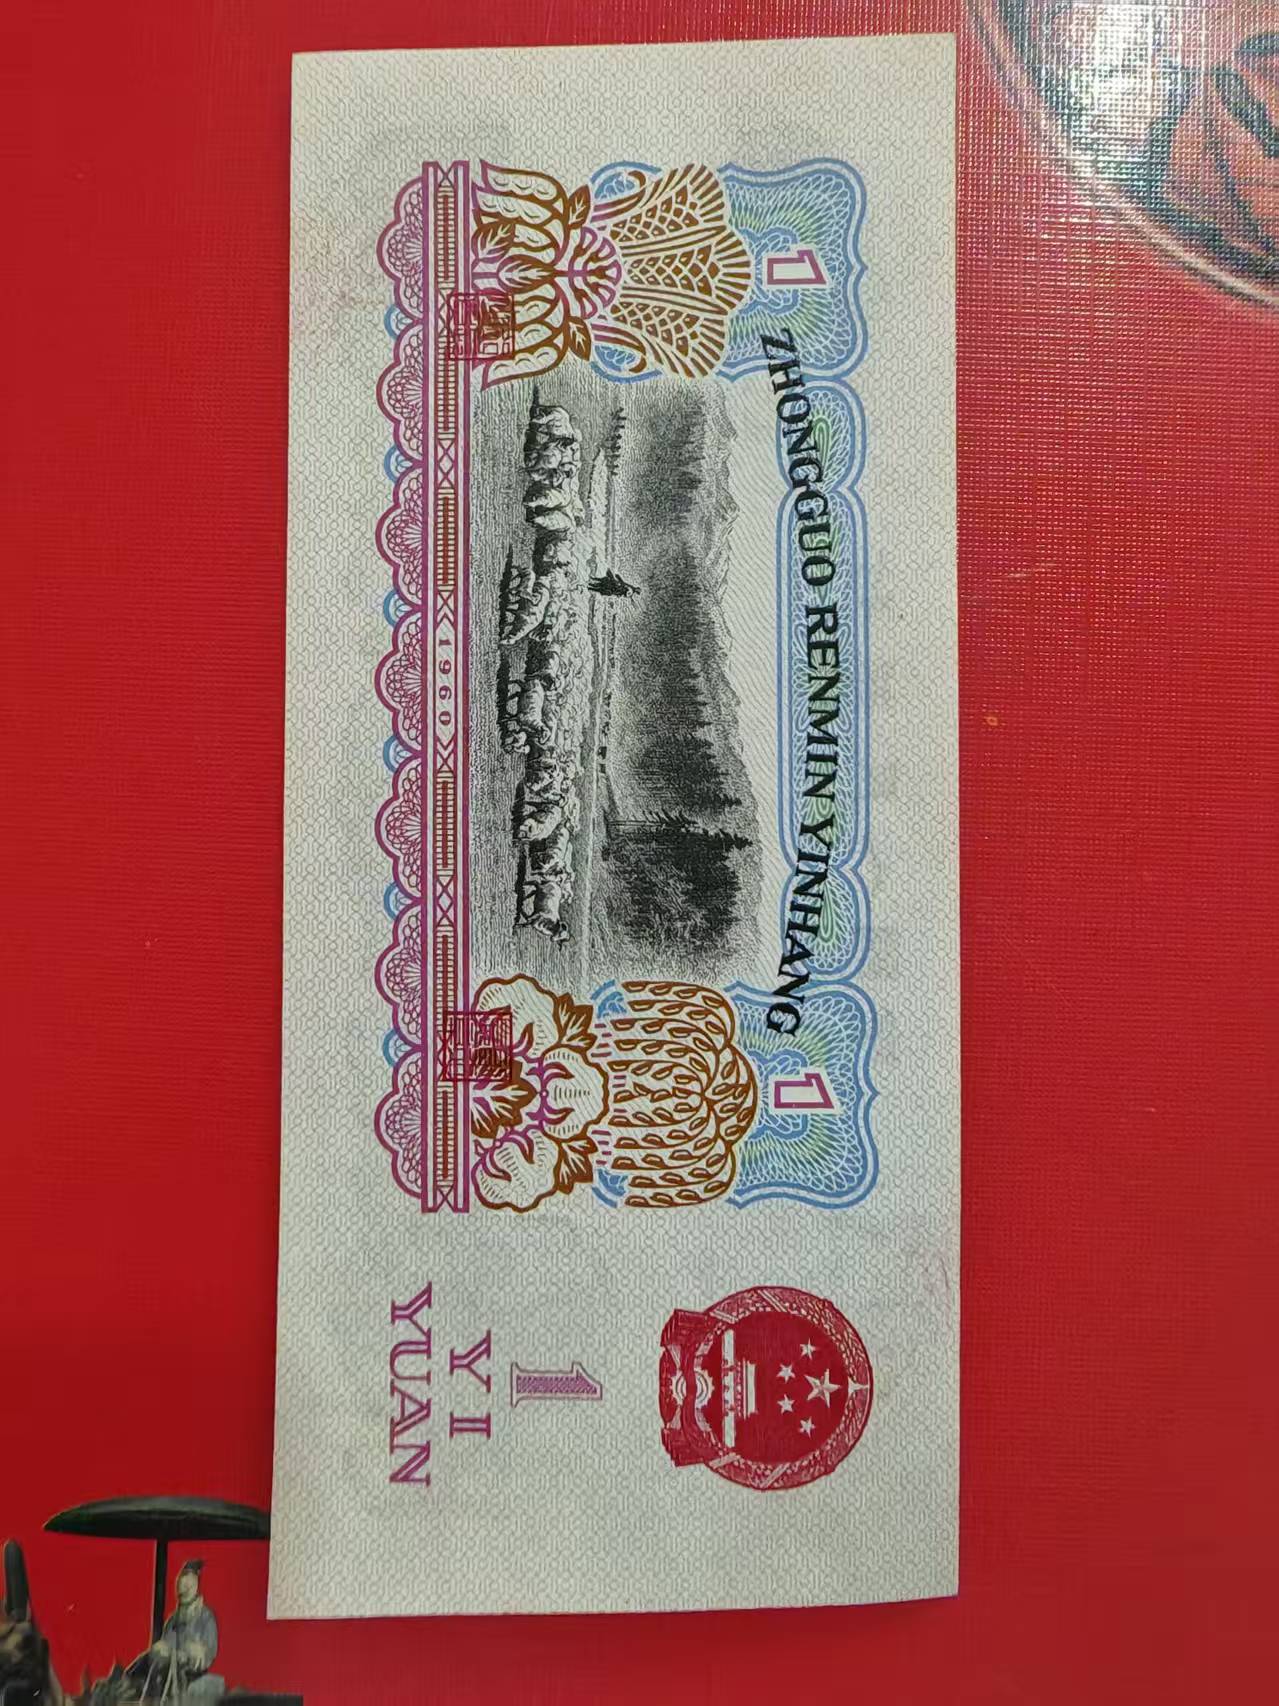 ZHONGGUO RENMIN YINHANG
1
1
1
YI
YUAN
1960